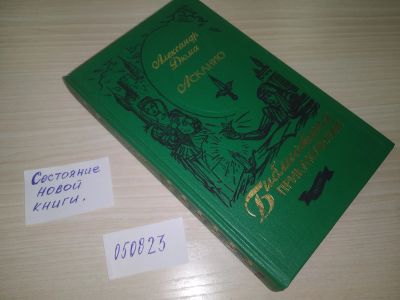 Александр
Дюма
Асканио
Библиотека
приключений
Состояние
новой
книги.
050823